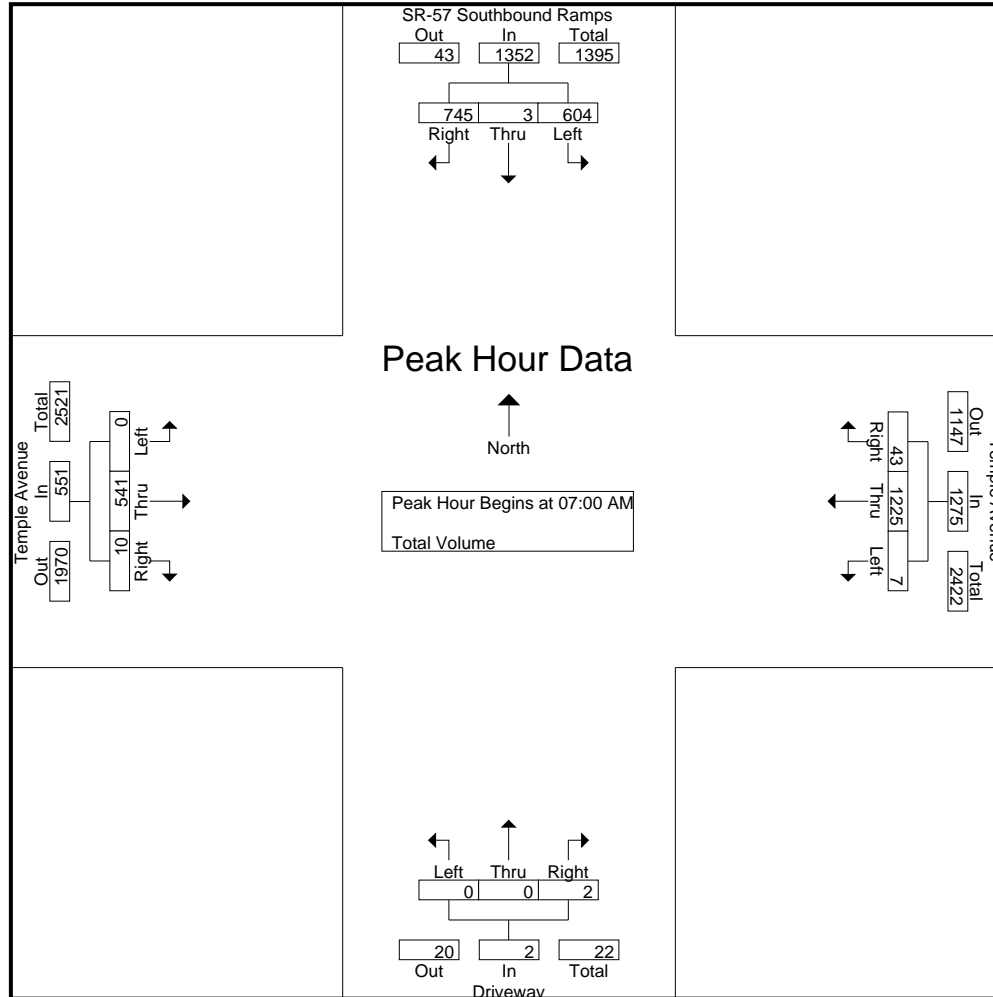 SR-57 Southbound Ramps
Out In Total
43 1352 1395
745 3 604
Right Thru Left
Peak Hour Data
North
Peak Hour Begins at 07:00 AM
Total Volume
Temple Avenue
Total In Out
2521 551 1970
0 541 10
Left Thru Right
Right Thru Left
43 1225 7
1147 1275 2422
Out In Total
Left Thru Right
0 0 2
20 2 22
Out In Total
Driveway